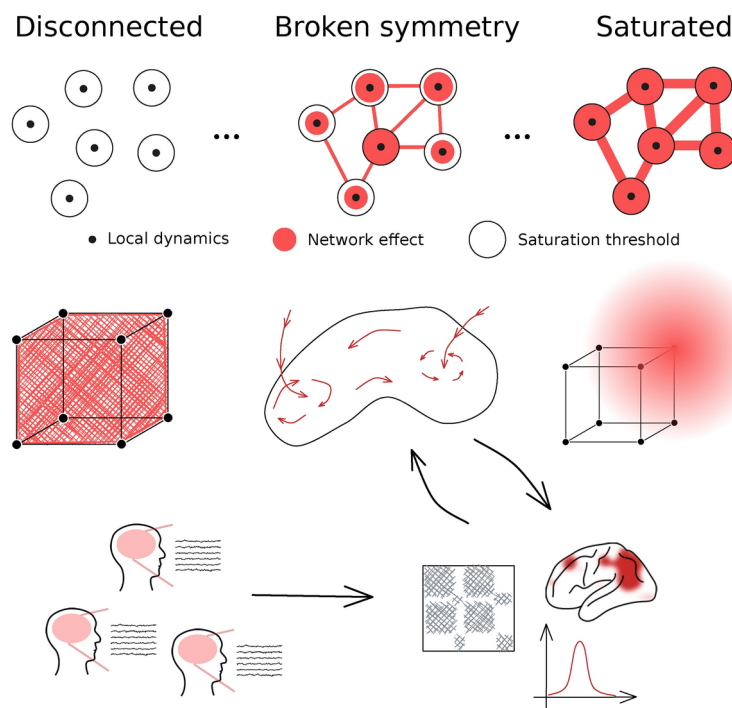 Disconnected Broken symmetry Saturated
... ...
Local dynamics Network effect Saturation threshold